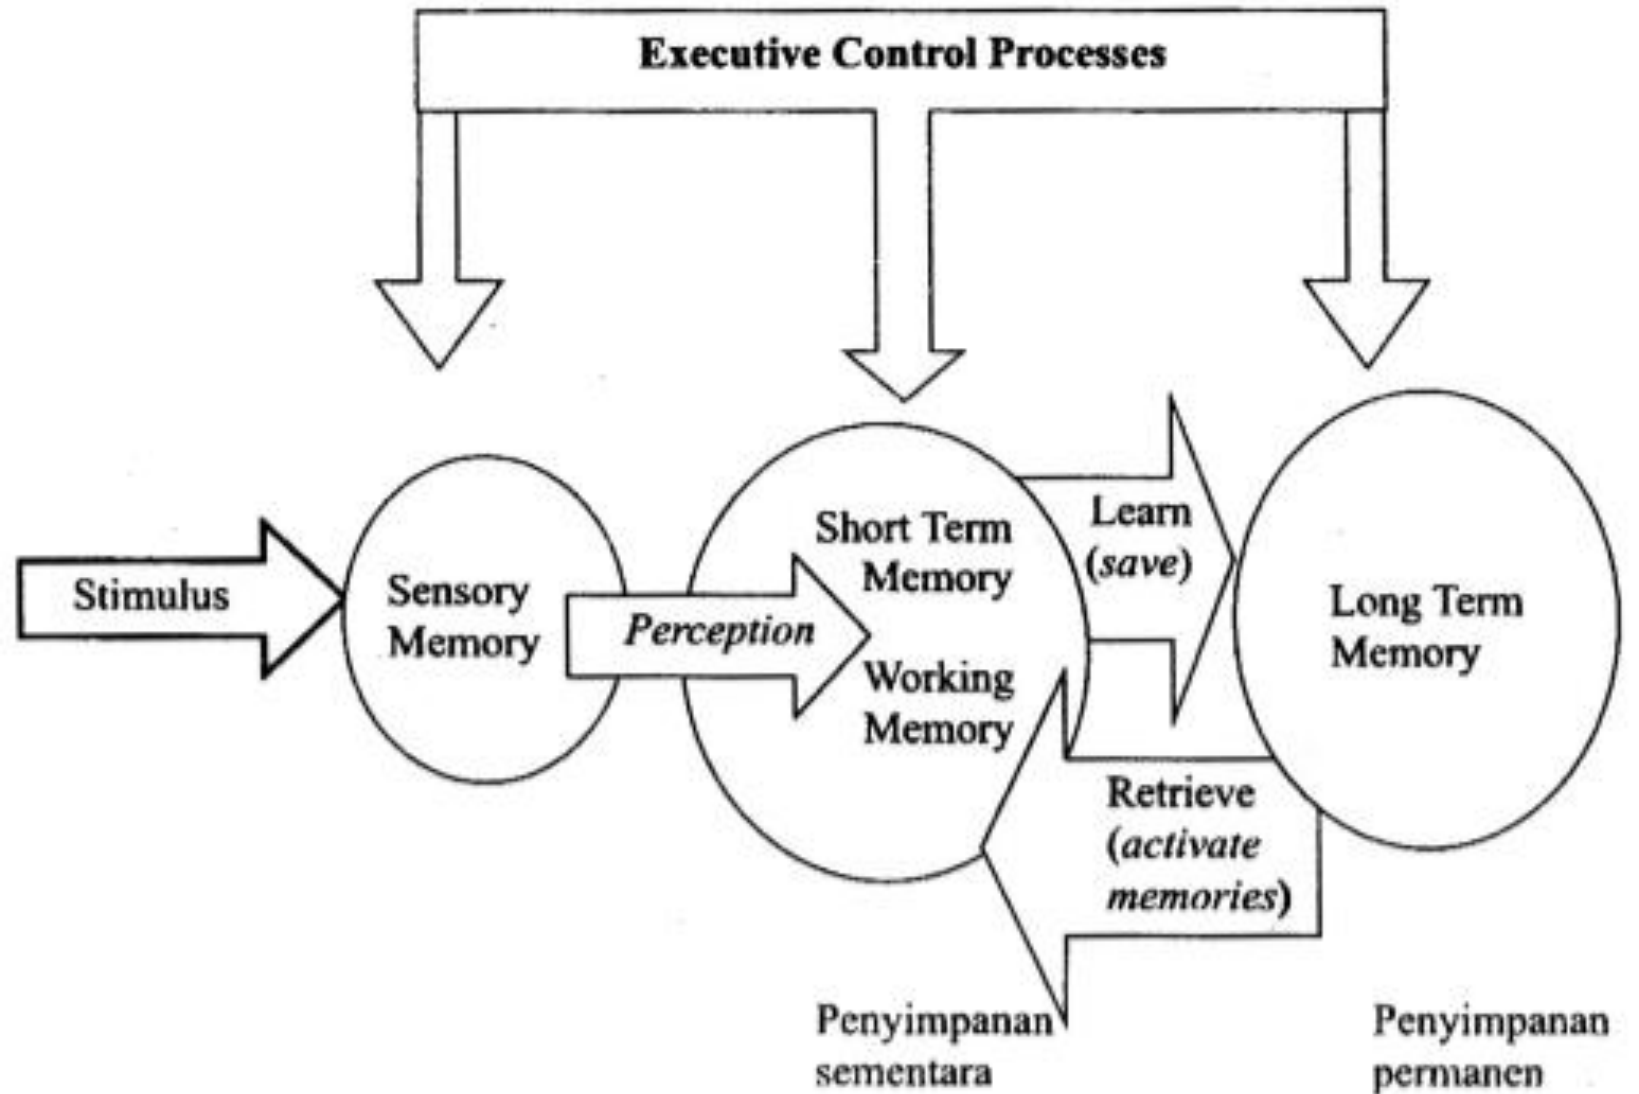 Executive Control Processes
Stimulus
Sensory
Memory
Perception
Short Term
Memory
Working
Memory
Learn
(save)
Long Term
Memory
Retrieve
(activate
memories)
Penyimpanan
sementara
Penyimpanan
permanen